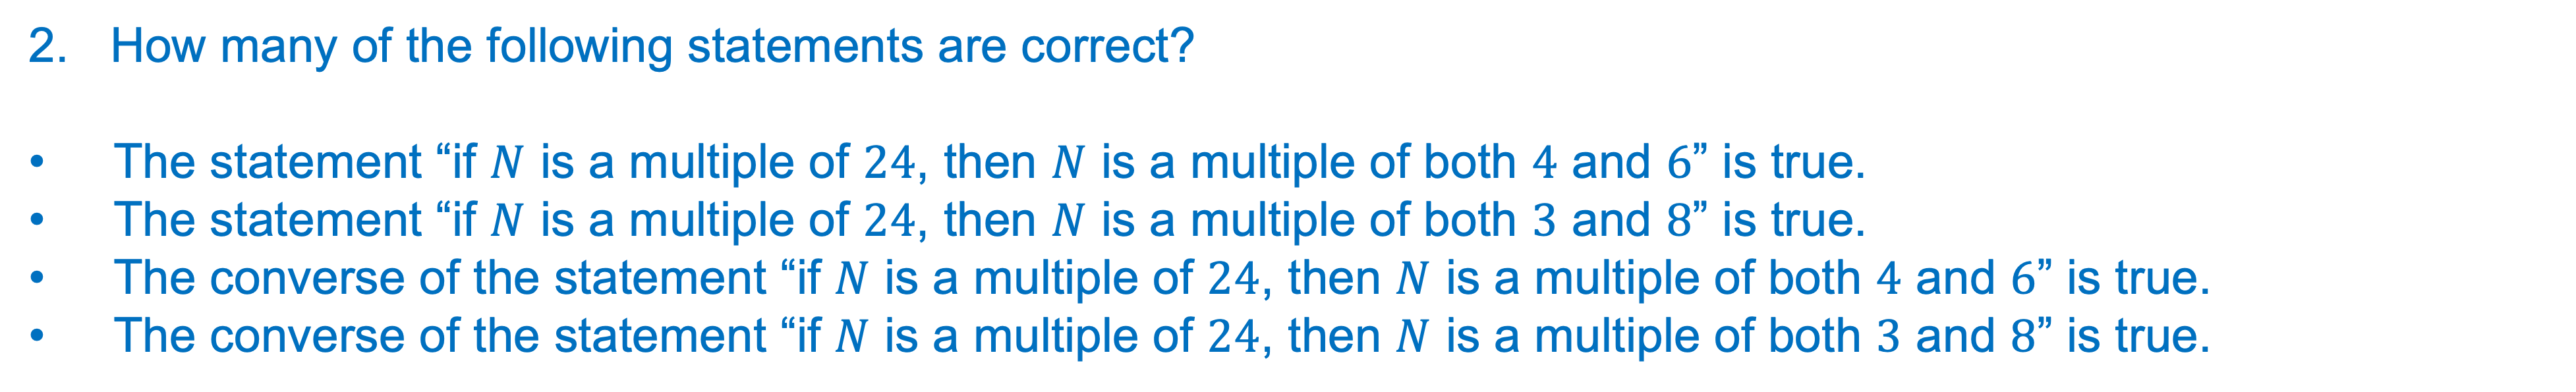 2. How many of the following statements are correct?
• The statement “if N is a multiple of 24, then N is a multiple of both 4 and 6” is true.
• The statement “if N is a multiple of 24, then N is a multiple of both 3 and 8” is true.
• The converse of the statement “if N is a multiple of 24, then N is a multiple of both 4 and 6” is true.
• The converse of the statement “if N is a multiple of 24, then N is a multiple of both 3 and 8” is true.